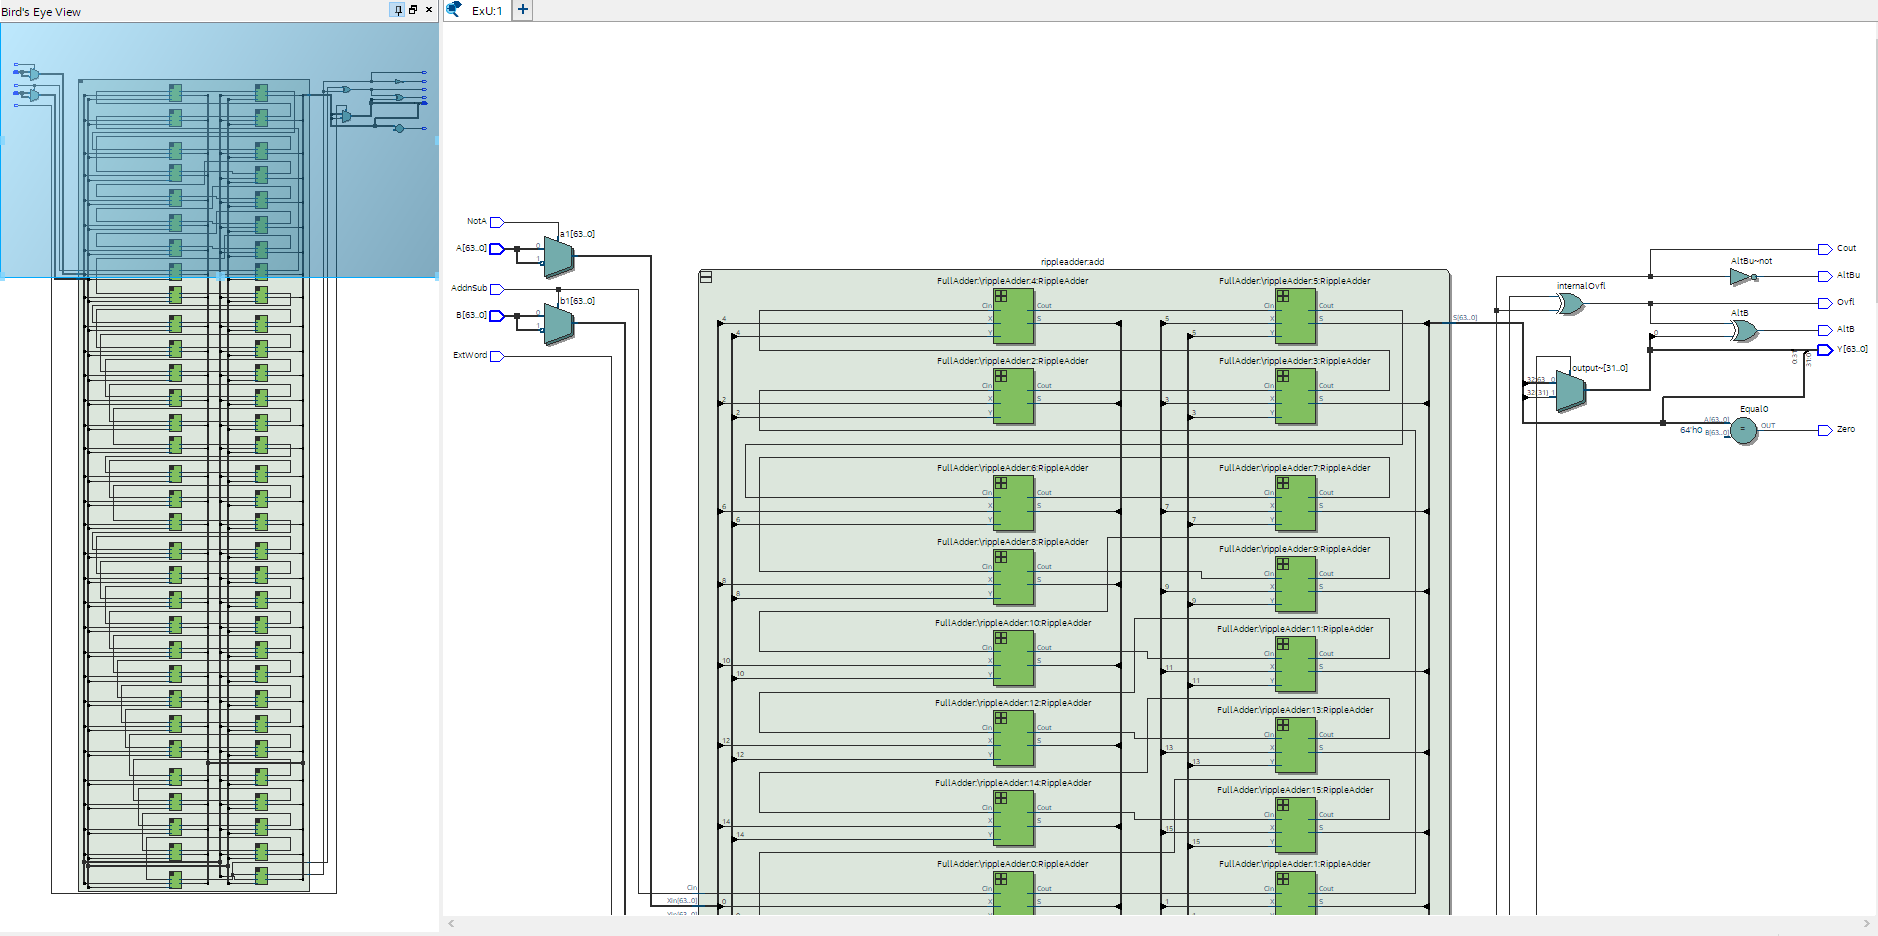 Bird's Eye View
ExU:1
NotA
A[63..0]
a1[63..0]
0
1
AddnSub
b1[63..0]
B[63..0]
0
1
ExtWord
rippleadder:add
FullAdder:\rippleAdder:4:RippleAdder
Cin
X
Y
Cout
S
4
4
FullAdder:\rippleAdder:5:RippleAdder
Cin
X
Y
Cout
S
5
5
FullAdder:\rippleAdder:2:RippleAdder
Cin
X
Y
Cout
S
2
2
FullAdder:\rippleAdder:3:RippleAdder
Cin
X
Y
Cout
S
3
3
FullAdder:\rippleAdder:6:RippleAdder
Cin
X
Y
Cout
S
6
6
FullAdder:\rippleAdder:7:RippleAdder
Cin
X
Y
Cout
S
7
7
FullAdder:\rippleAdder:8:RippleAdder
Cin
X
Y
Cout
S
8
8
FullAdder:\rippleAdder:9:RippleAdder
Cin
X
Y
Cout
S
9
9
FullAdder:\rippleAdder:10:RippleAdder
Cin
X
Y
Cout
S
10
10
FullAdder:\rippleAdder:11:RippleAdder
Cin
X
Y
Cout
S
11
11
FullAdder:\rippleAdder:12:RippleAdder
Cin
X
Y
Cout
S
12
12
FullAdder:\rippleAdder:13:RippleAdder
Cin
X
Y
Cout
S
13
13
FullAdder:\rippleAdder:14:RippleAdder
Cin
X
Y
Cout
S
14
14
FullAdder:\rippleAdder:15:RippleAdder
Cin
X
Y
Cout
S
15
15
FullAdder:\rippleAdder:0:RippleAdder
Cin
X
Cout
S
0
FullAdder:\rippleAdder:1:RippleAdder
Cin
X
Cout
S
1
Cin
Xin[63..0]
S[63..0]
Cout
AltBu~not
AltBu
internalOvfl
Ovfl
AltB
AltB
0
Y[63..0]
output~[31..0]
Equal0
A[63..0]
64'h0 B[63..0]
=
OUT
Zero